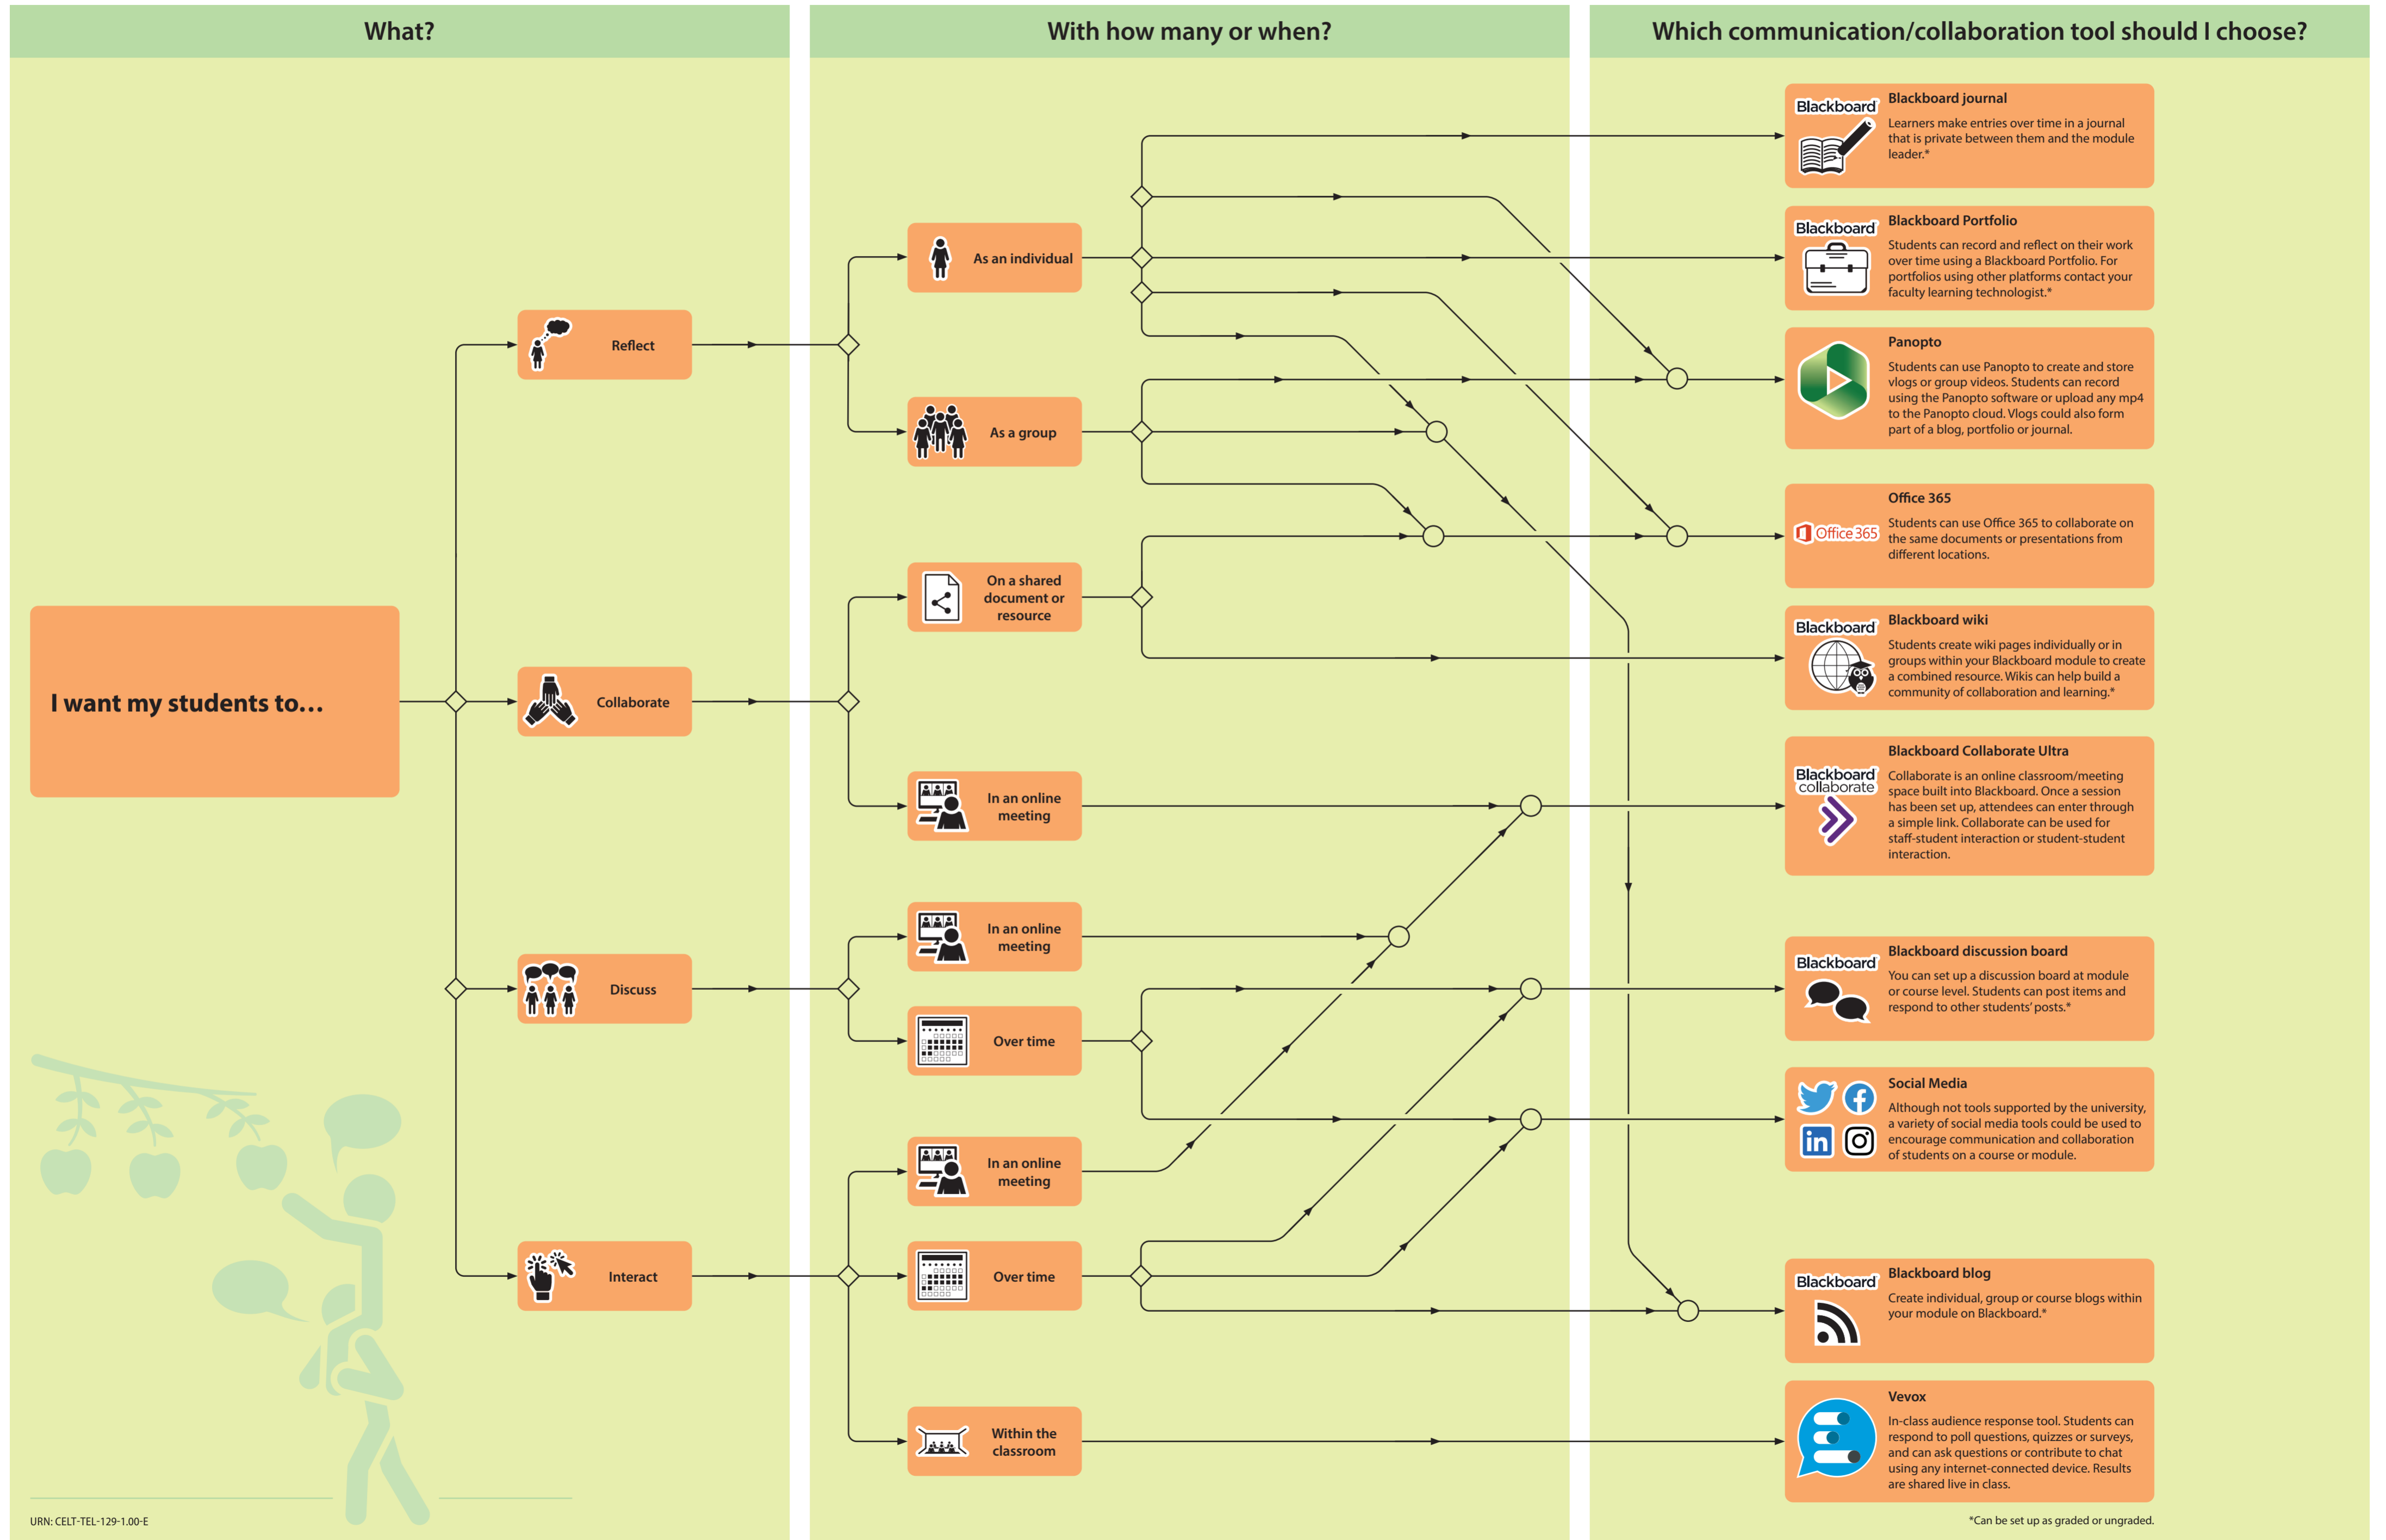 What?
With how many or when?
Which communication/collaboration tool should I choose?
I want my students to…
Reflect
Collaborate
Discuss
Interact
As an individual
As a group
On a shared
document or
resource
In an online
meeting
In an online
meeting
Over time
In an online
meeting
Over time
Within the
classroom
Blackboard
Blackboard journal
Learners make entries over time in a journal
that is private between them and the module
leader.*
Blackboard
Blackboard Portfolio
Students can record and reflect on their work
over time using a Blackboard Portfolio. For
portfolios using other platforms contact your
faculty learning technologist.*
Panopto
Students can use Panopto to create and store
vlogs or group videos. Students can record
using the Panopto software or upload any mp4
to the Panopto cloud. Vlogs could also form
part of a blog, portfolio or journal.
Office 365
Office 365
Students can use Office 365 to collaborate on
the same documents or presentations from
different locations.
Blackboard
Blackboard wiki
Students create wiki pages individually or in
groups within your Blackboard module to create
a combined resource. Wikis can help build a
community of collaboration and learning.*
Blackboard
collaborate
Blackboard Collaborate Ultra
Collaborate is an online classroom/meeting
space built into Blackboard. Once a session
has been set up, attendees can enter through
a simple link. Collaborate can be used for
staff-student interaction or student-student
interaction.
Blackboard
Blackboard discussion board
You can set up a discussion board at module
or course level. Students can post items and
respond to other students' posts.*
in
Social Media
Although not tools supported by the university,
a variety of social media tools could be used to
encourage communication and collaboration
of students on a course or module.
Blackboard
Blackboard blog
Create individual, group or course blogs within
your module on Blackboard.*
Vevox
In-class audience response tool. Students can
respond to poll questions, quizzes or surveys,
and can ask questions or contribute to chat
using any internet-connected device. Results
are shared live in class.
URN: CELT-TEL-129-1.00-E
*Can be set up as graded or ungraded.